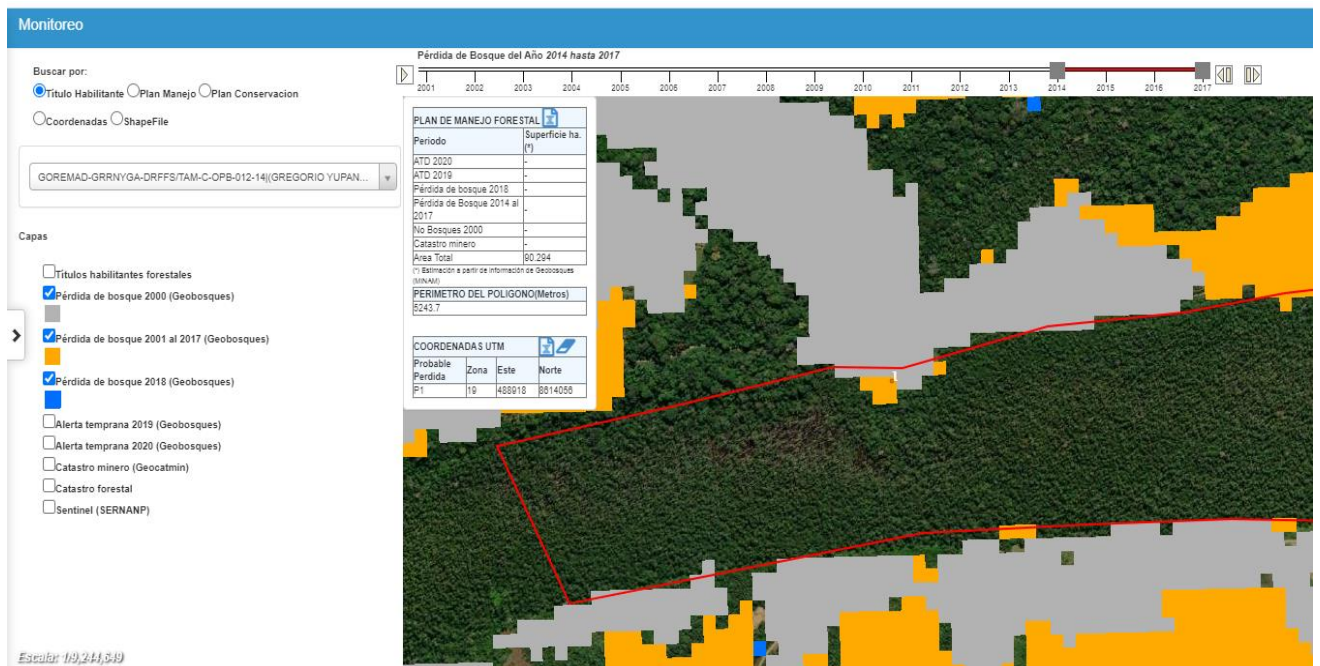 Monitoreo
Pérdida de Bosque del Año 2014 hasta 2017
2001 2002 2003 2004 2005 2006 2007 2008 2009 2010 2011 2012 2013 2014 2015 2016 2017
Buscar por:
Título Habilitante Plan Manejo Plan Conservacion
Coordenadas ShapeFile
GOREMAD-GRRNYGA-DRFFS/TAM-C-OPB-012-14|(GREGORIO YUPAN...
Capas
Títulos habilitantes forestales
Pérdida de bosque 2000 (Geobosques)
Pérdida de bosque 2001 al 2017 (Geobosques)
Pérdida de bosque 2018 (Geobosques)
Alerta temprana 2019 (Geobosques)
Alerta temprana 2020 (Geobosques)
Catastro minero (Geocatmin)
Catastro forestal
Sentinel (SERNANP)
Escala: 1/9,244,649
PLAN DE MANEJO FORESTAL
Periodo Superficie ha.
(*)
ATD 2020 -
ATD 2019 -
Pérdida de bosque 2018 -
Pérdida de Bosque 2014 al
2017 -
No Bosques 2000 -
Catastro minero -
Area Total 90.294
(*) Estimación a partir de información de Geobosques
(MINAM)
PERIMETRO DEL POLIGONO(Metros)
5243.7
COORDENADAS UTM
Probable
Perdida Zona Este Norte
P1 19 488918 8614056